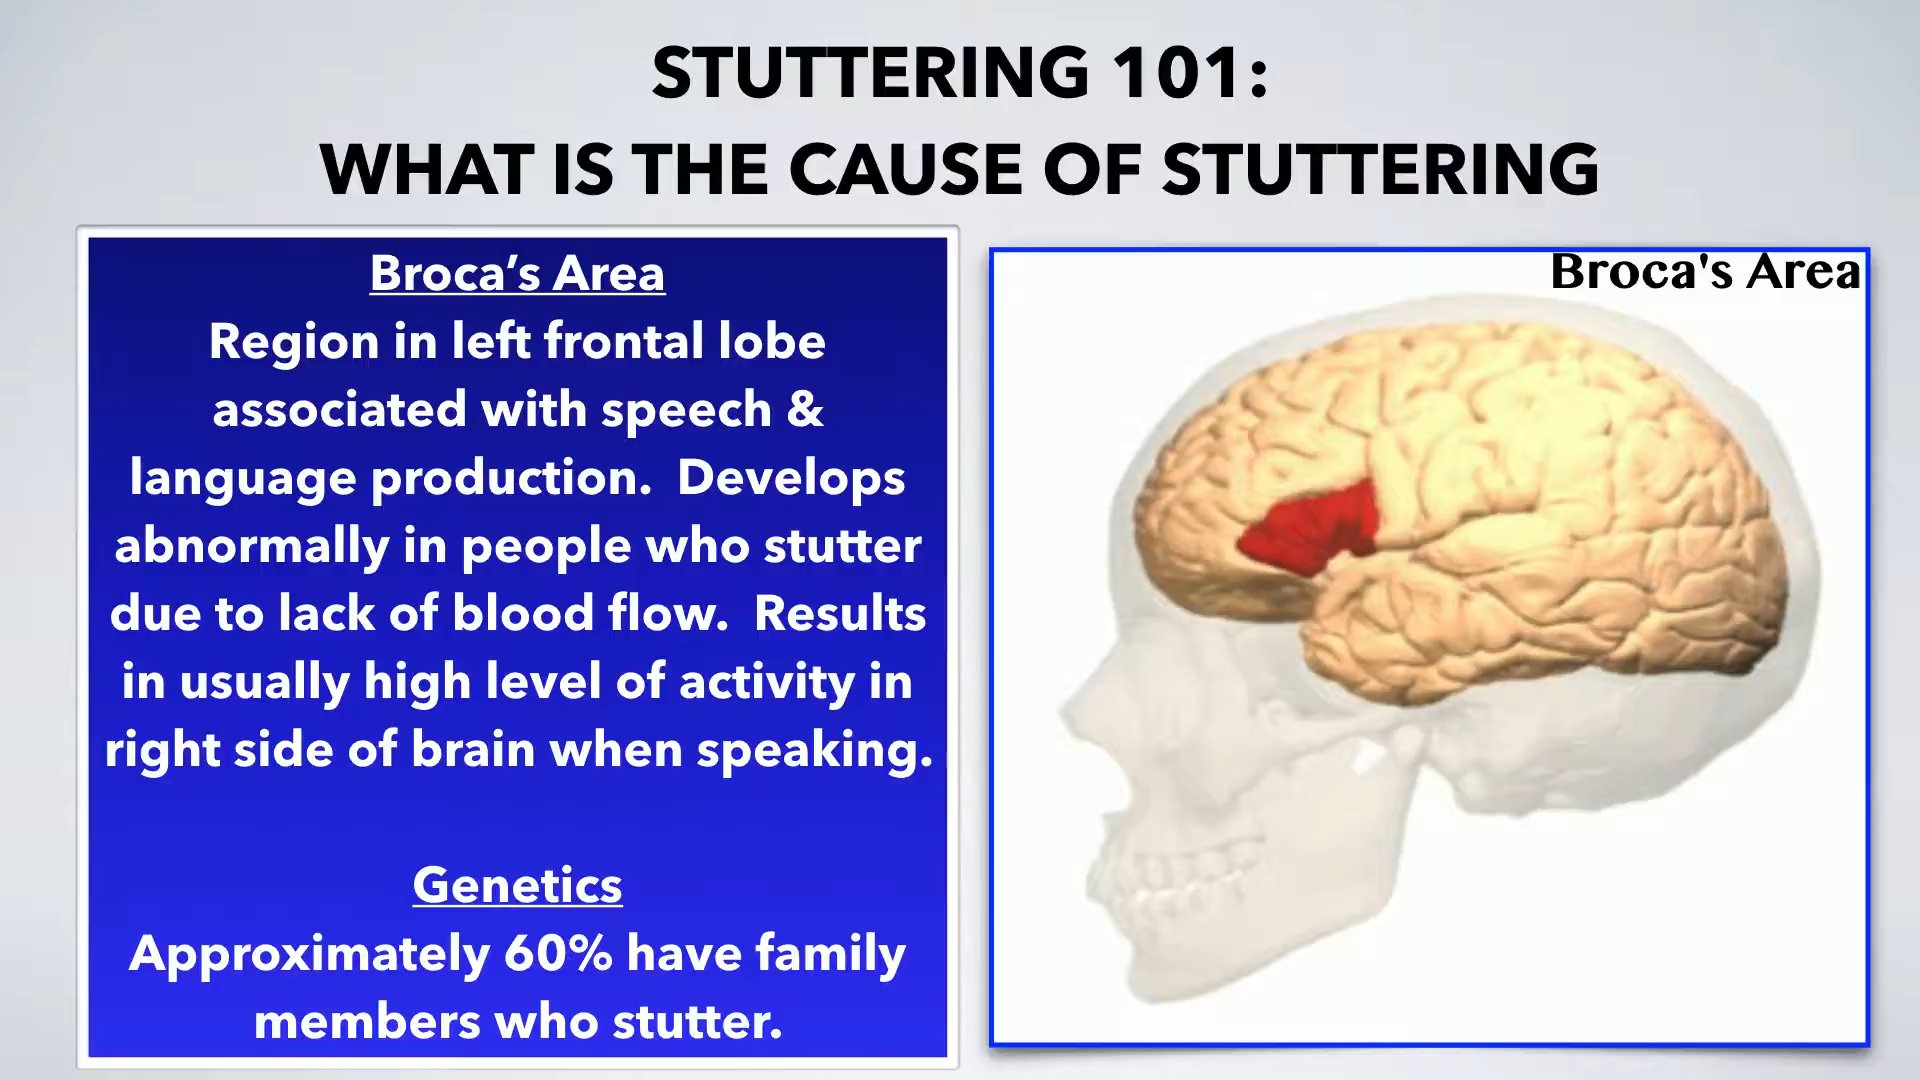 STUTTERING 101:
WHAT IS THE CAUSE OF STUTTERING
Broca’s Area
Region in left frontal lobe
associated with speech &
language production.  Develops
abnormally in people who stutter
due to lack of blood flow.  Results
in usually high level of activity in
right side of brain when speaking.
Genetics
Approximately 60% have family
members who stutter.
Broca's Area